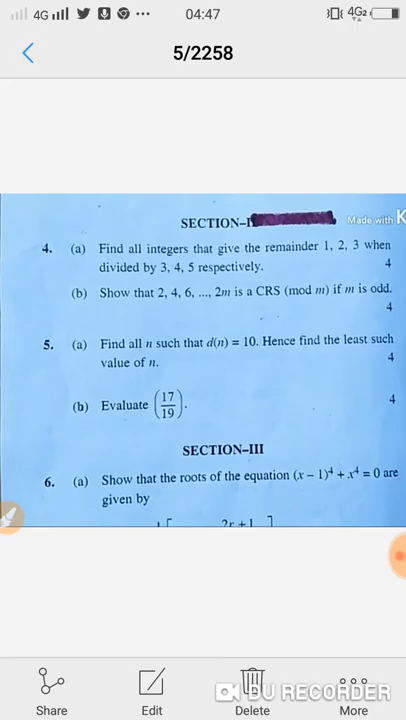 4G 04:47 4G2
5/2258
SECTION–I
Made with K
4. (a) Find all integers that give the remainder 1, 2, 3 when
divided by 3, 4, 5 respectively. 4
(b) Show that 2, 4, 6, ..., 2m is a CRS (mod m) if m is odd.
4
5. (a) Find all n such that d(n) = 10. Hence find the least such
value of n. 4
(b) Evaluate (17/19). 4
SECTION–III
6. (a) Show that the roots of the equation (x – 1)⁴ + x⁴ = 0 are
given by
2r + 1
Share Edit Delete More
DU RECORDER